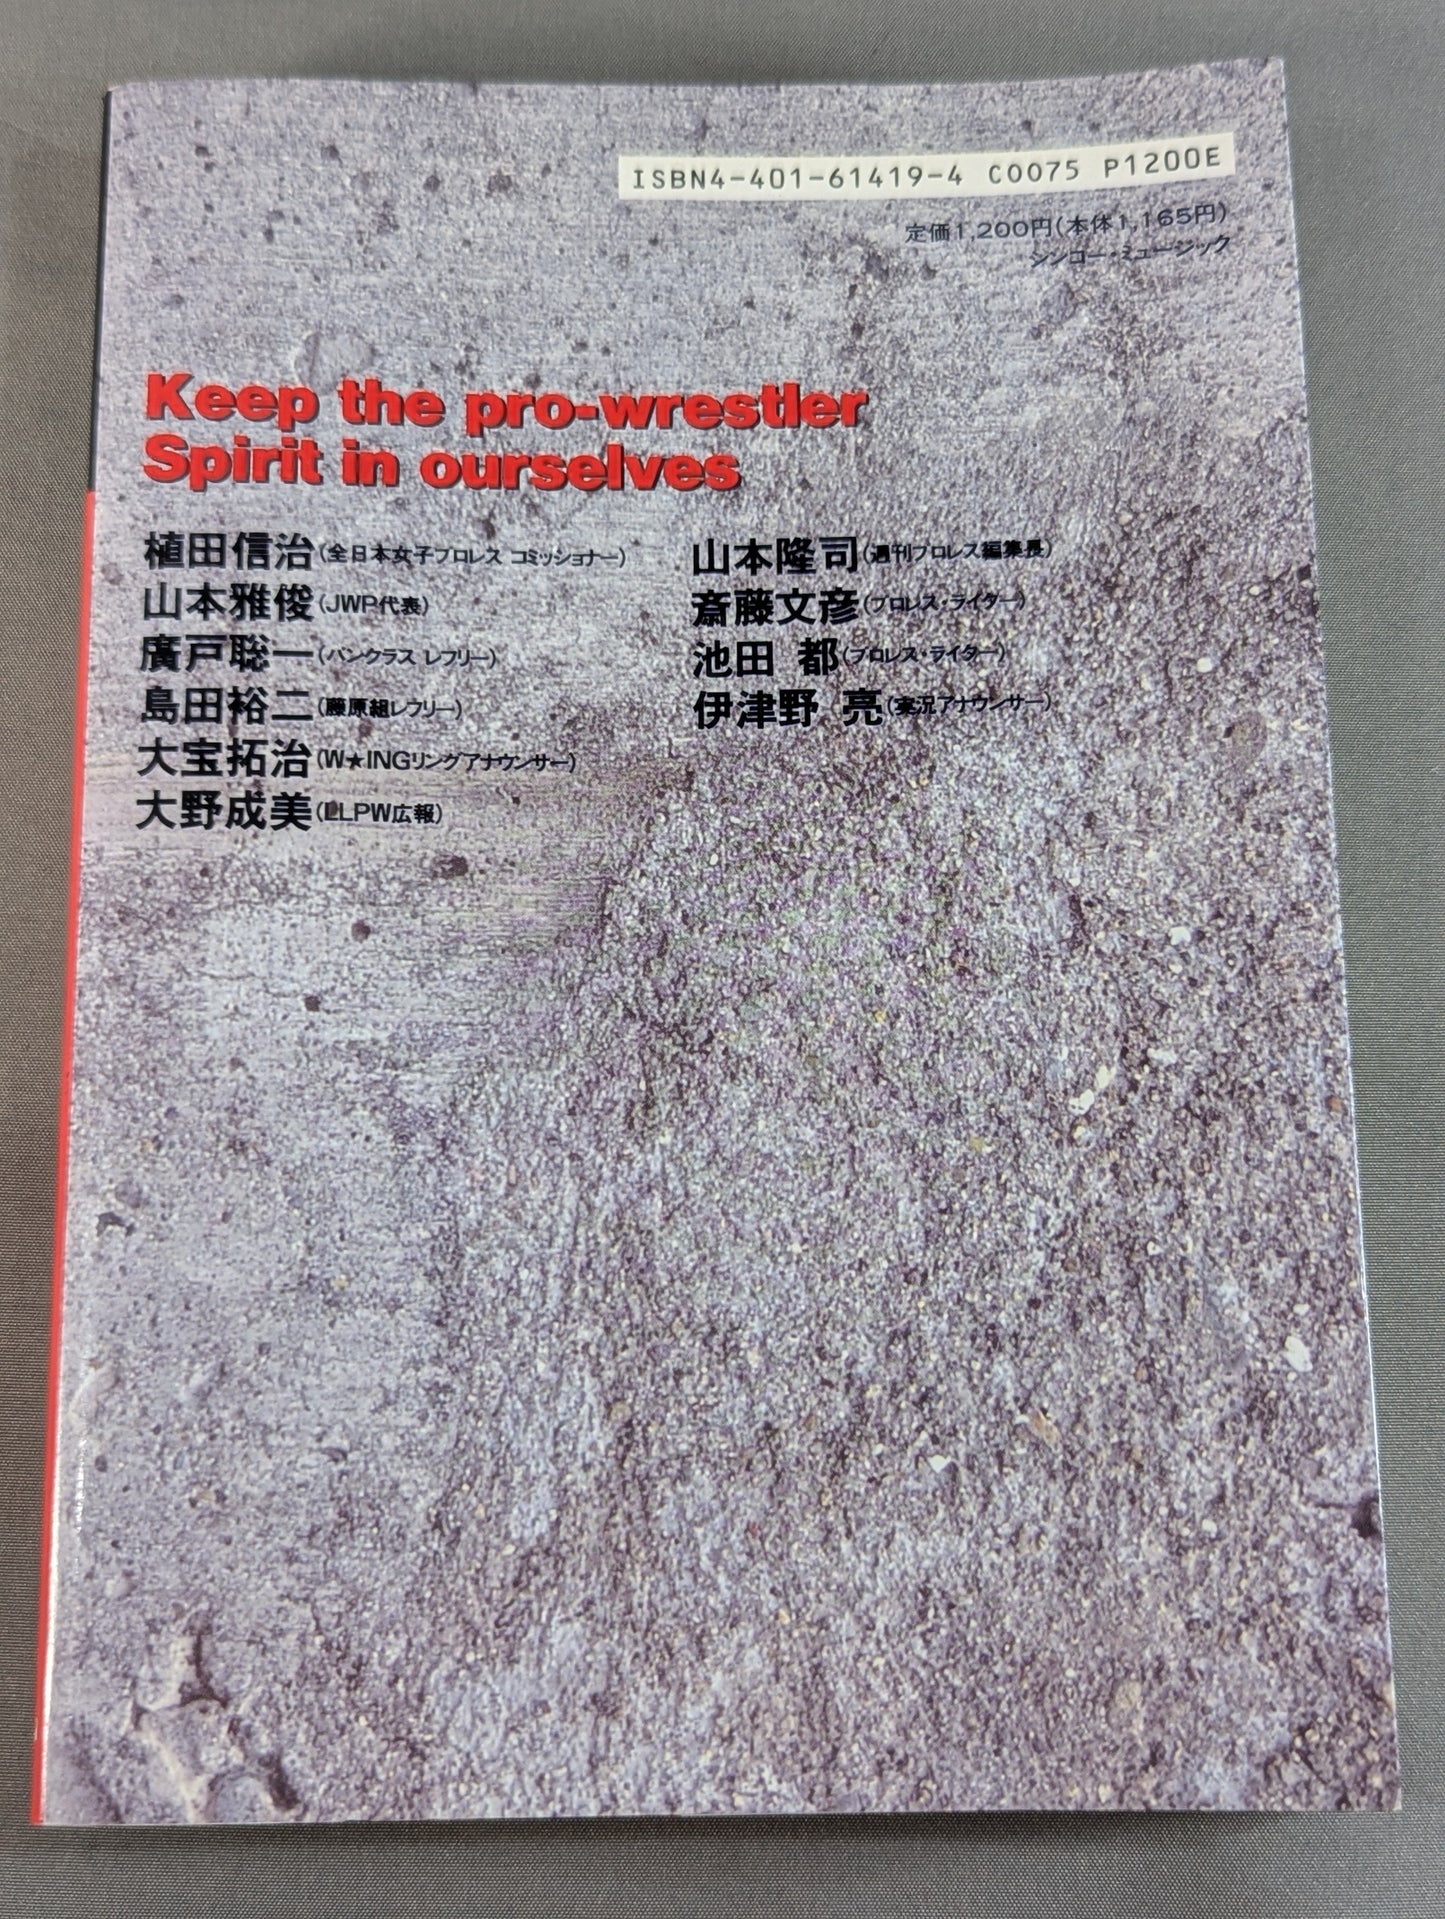 ISBN4-401-61419-4 C0075 P1200E
定価1,200円(本体1,165円)
シンコー・ミュージック
Keep the pro-wrestler
Spirit in ourselves
植田信治(全日本女子プロレス コミッショナー)
山本雅俊(JWP代表)
廣戸聡一(パンクラス レフリー)
島田裕二(藤原組レフリー)
大宝拓治(W★INGリングアナウンサー)
大野成美(LLPW広報)
山本隆司(週刊プロレス編集長)
斎藤文彦(プロレス・ライター)
池田 都(プロレス・ライター)
伊津野 亮(実況アナウンサー)